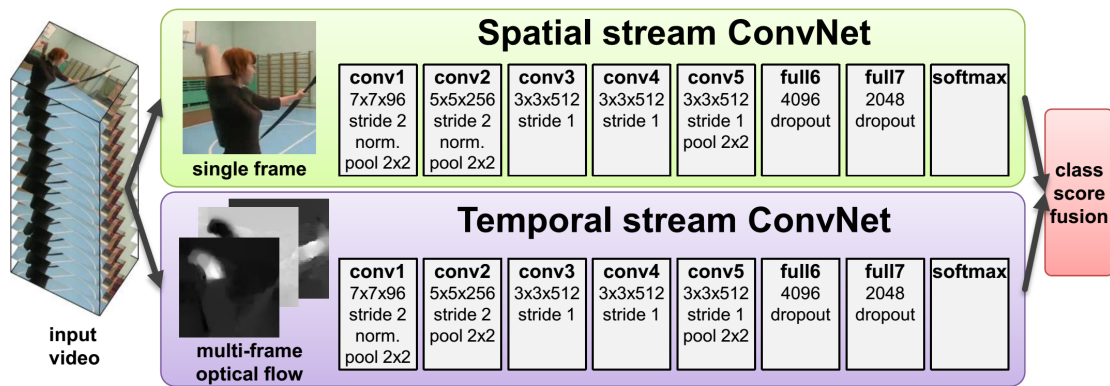 Spatial stream ConvNet
conv1
7x7x96
stride 2
norm.
pool 2x2
conv2
5x5x256
stride 2
norm.
pool 2x2
conv3
3x3x512
stride 1
conv4
3x3x512
stride 1
conv5
3x3x512
stride 1
pool 2x2
full6
4096
dropout
full7
2048
dropout
softmax
single frame
Temporal stream ConvNet
conv1
7x7x96
stride 2
norm.
pool 2x2
conv2
5x5x256
stride 2
pool 2x2
conv3
3x3x512
stride 1
conv4
3x3x512
stride 1
conv5
3x3x512
stride 1
pool 2x2
full6
4096
dropout
full7
2048
dropout
softmax
multi-frame
optical flow
input
video
class
score
fusion